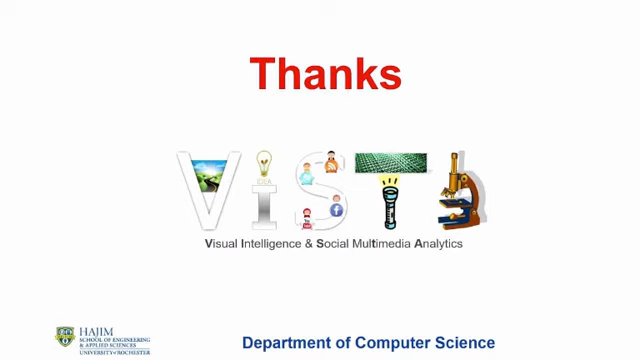 Thanks
ViSTA
IDEA
Visual Intelligence & Social Multimedia Analytics
HAJIM
SCHOOL OF ENGINEERING
& APPLIED SCIENCES
UNIVERSITY of ROCHESTER
Department of Computer Science